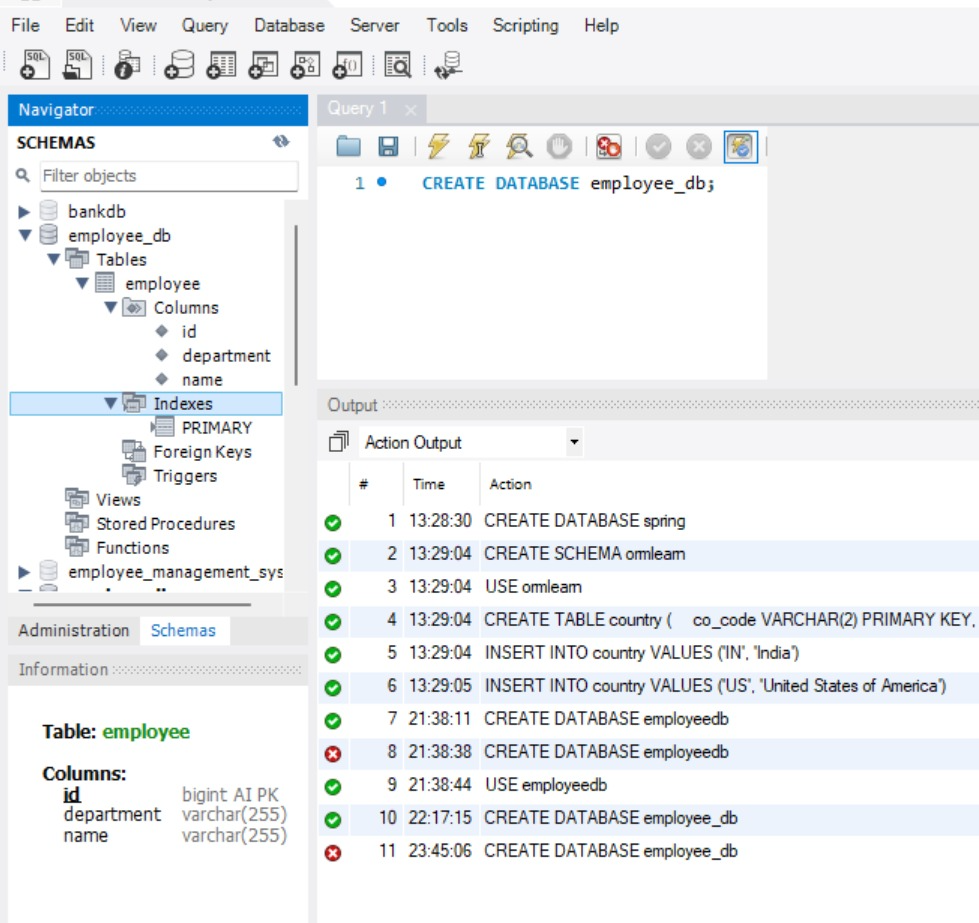 File Edit View Query Database Server Tools Scripting Help
SQL SQL
Navigator
SCHEMAS
Filter objects
bankdb
employee_db
Tables
employee
Columns
id
department
name
Indexes
PRIMARY
Foreign Keys
Triggers
Views
Stored Procedures
Functions
employee_management_sys
Administration Schemas
Information
Table: employee
Columns:
id bigint AI PK
department varchar(255)
name varchar(255)
Query 1
1 CREATE DATABASE employee_db;
Output
Action Output
# Time Action
1 13:28:30 CREATE DATABASE spring
2 13:29:04 CREATE SCHEMA ormlearn
3 13:29:04 USE ormlearn
4 13:29:04 CREATE TABLE country ( co_code VARCHAR(2) PRIMARY KEY,
5 13:29:04 INSERT INTO country VALUES ('IN', 'India')
6 13:29:05 INSERT INTO country VALUES ('US', 'United States of America')
7 21:38:11 CREATE DATABASE employeedb
8 21:38:38 CREATE DATABASE employeedb
9 21:38:44 USE employeedb
10 22:17:15 CREATE DATABASE employee_db
11 23:45:06 CREATE DATABASE employee_db